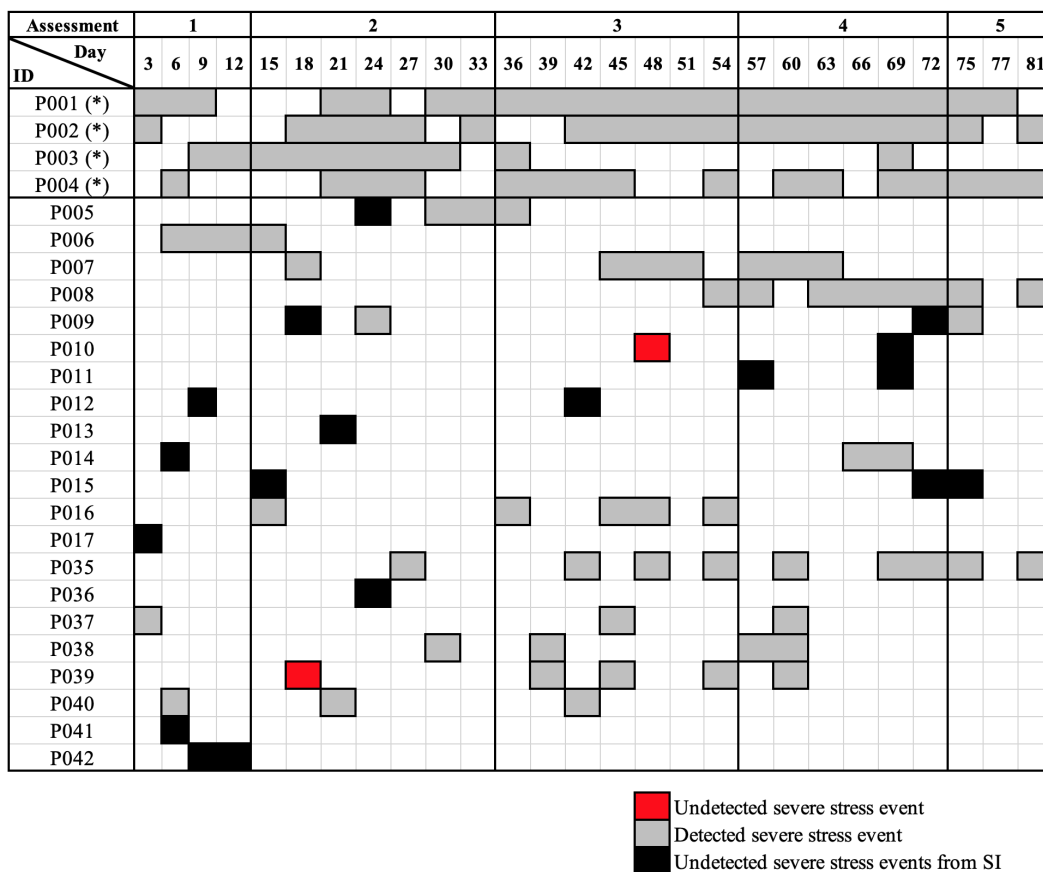 Assessment 1 2 3 4 5
Day
ID
3 6 9 12 15 18 21 24 27 30 33 36 39 42 45 48 51 54 57 60 63 66 69 72 75 77 81
P001 (*)
P002 (*)
P003 (*)
P004 (*)
P005
P006
P007
P008
P009
P010
P011
P012
P013
P014
P015
P016
P017
P035
P036
P037
P038
P039
P040
P041
P042
Undetected severe stress event
Detected severe stress event
Undetected severe stress events from SI